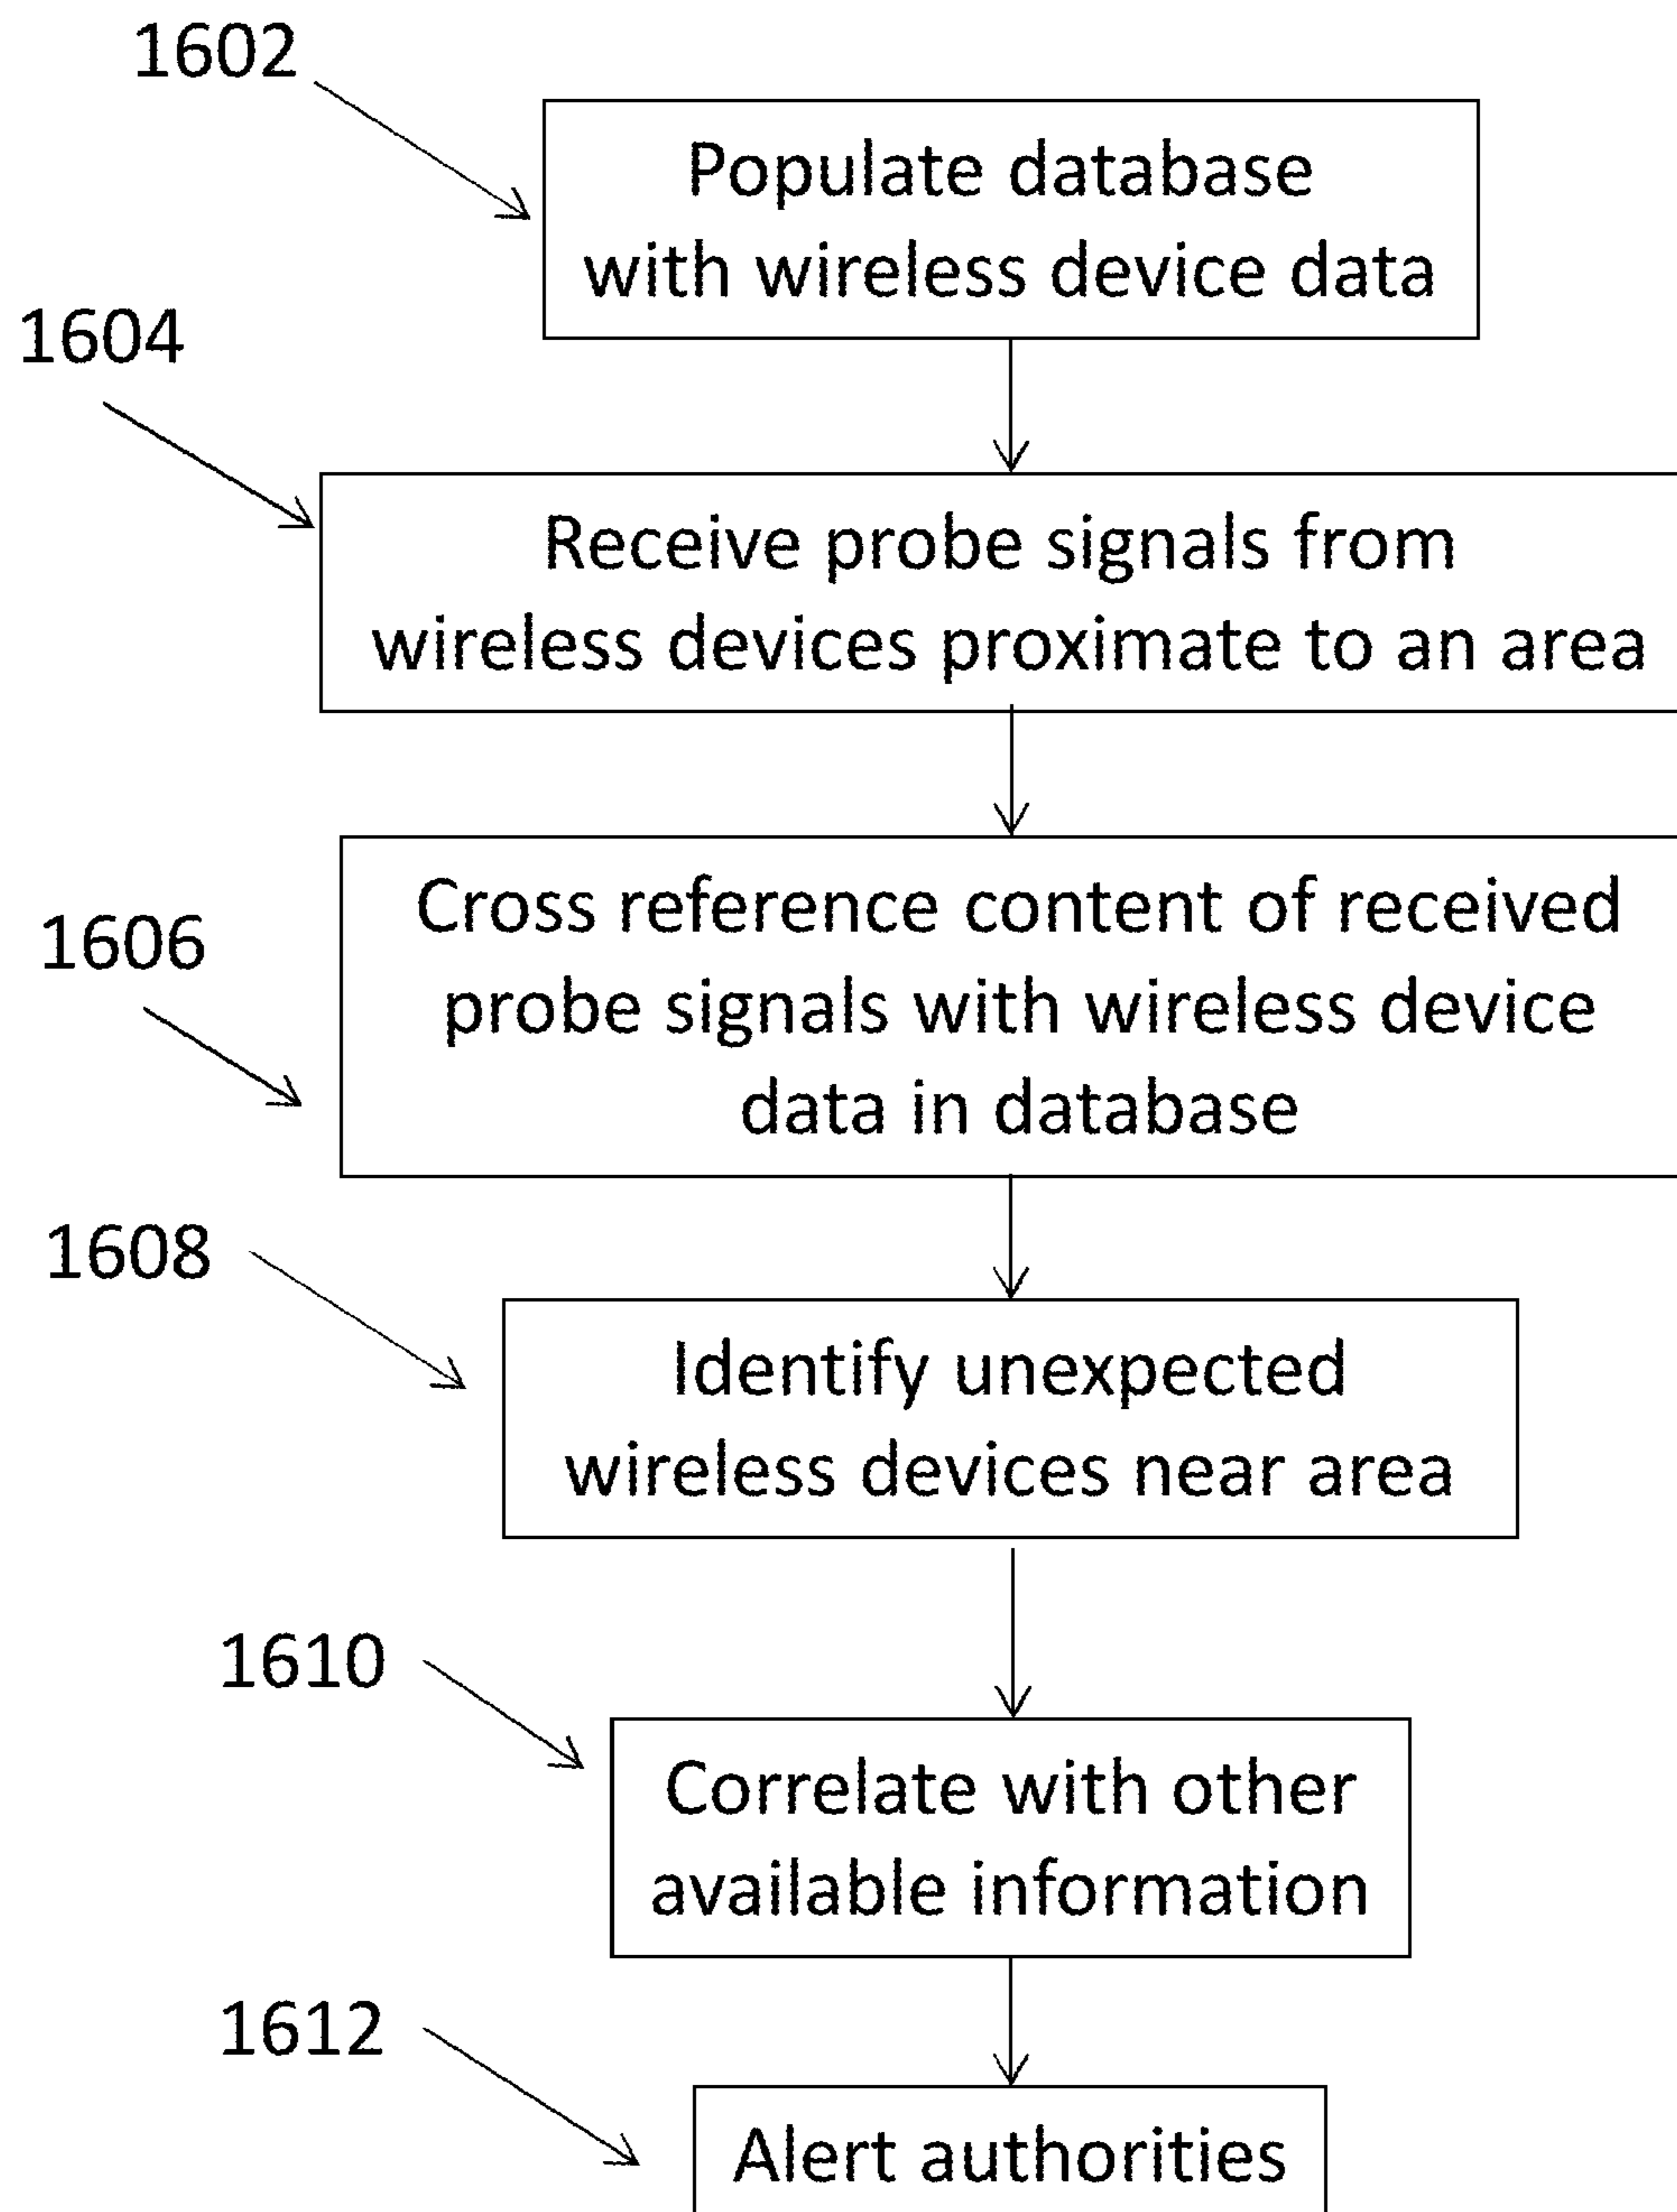 1602
Populate database
with wireless device data
1604
Receive probe signals from
wireless devices proximate to an area
Cross reference content of received
1606
probe signals with wireless device
data in database
1608
Identify unexpected
wireless devices near area
1610
Correlate with other
available information
1612
Alert authorities